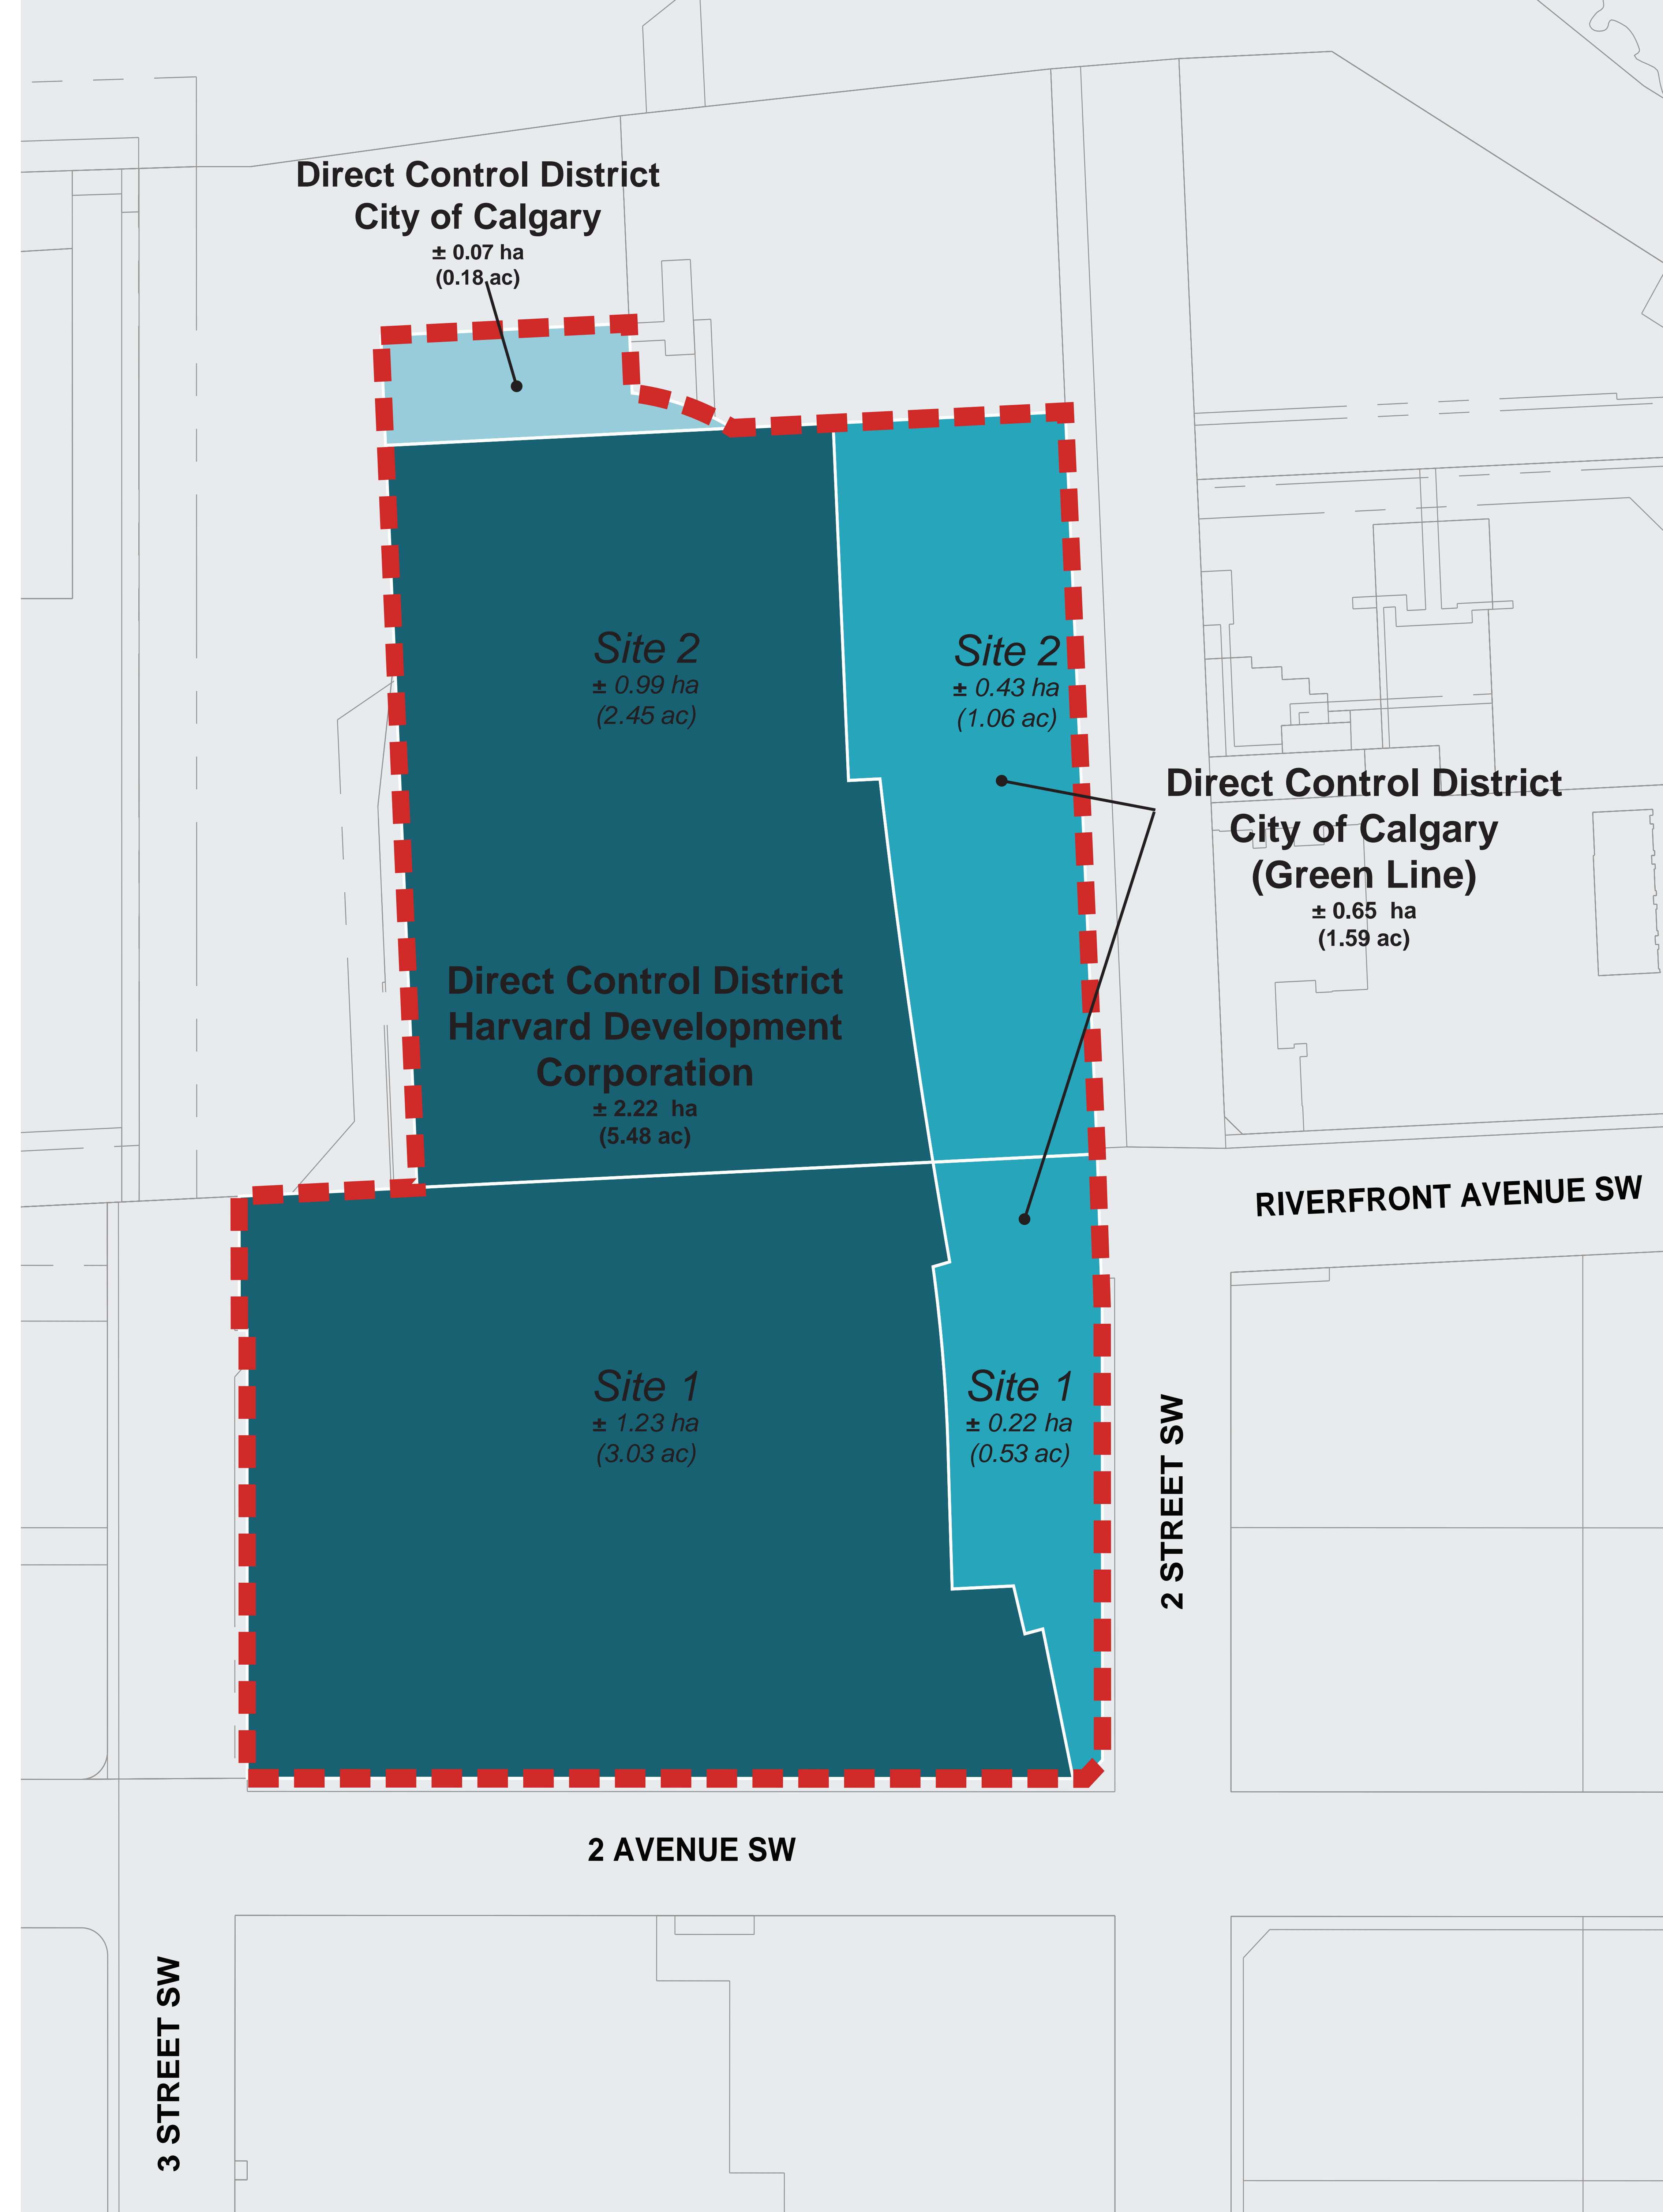 Direct Control District
City of Calgary
± 0.07 ha
(0.18 ac)
Site 2
± 0.99 ha
(2.45 ac)
Site 2
± 0.43 ha
(1.06 ac)
Direct Control District
City of Calgary
(Green Line)
± 0.65 ha
(1.59 ac)
Direct Control District
Harvard Development
Corporation
± 2.22 ha
(5.48 ac)
RIVERFRONT AVENUE SW
Site 1
± 1.23 ha
(3.03 ac)
Site 1
± 0.22 ha
(0.53 ac)
2 STREET SW
2 AVENUE SW
3 STREET SW